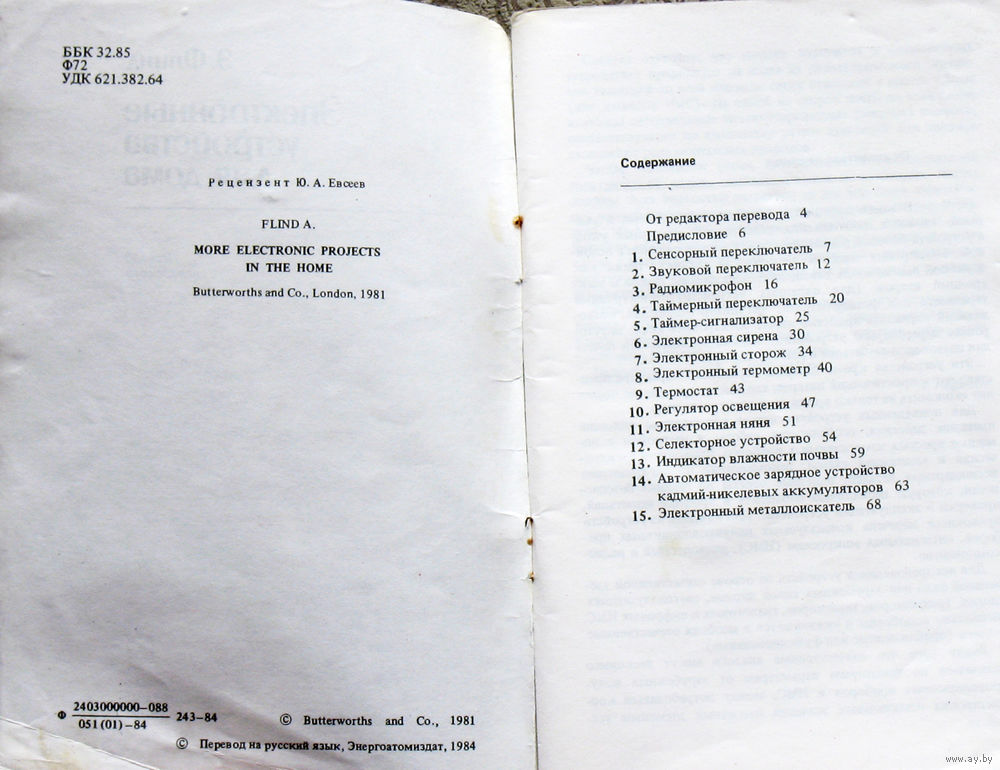 ББК 32.85
Ф72
УДК 621.382.64
Рецензент Ю. А. Евсеев
FLIND A.
MORE ELECTRONIC PROJECTS
IN THE HOME
Butterworths and Co., London, 1981
Ф 2403000000–088
051 (01)–84
243–84
© Butterworths and Co., 1981
© Перевод на русский язык, Энергоатомиздат, 1984
Содержание
От редактора перевода 4
Предисловие 6
1. Сенсорный переключатель 7
2. Звуковой переключатель 12
3. Радиомикрофон 16
4. Таймерный переключатель 20
5. Таймер-сигнализатор 25
6. Электронная сирена 30
7. Электронный сторож 34
8. Электронный термометр 40
9. Термостат 43
10. Регулятор освещения 47
11. Электронная няня 51
12. Селекторное устройство 54
13. Индикатор влажности почвы 59
14. Автоматическое зарядное устройство
кадмий-никелевых аккумуляторов 63
15. Электронный металлоискатель 68
www.ay.by